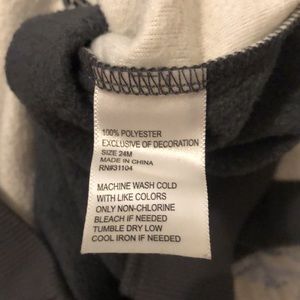 100% POLYESTER
EXCLUSIVE OF DECORATION
SIZE 24M
MADE IN CHINA
RN#31104
MACHINE WASH COLD
WITH LIKE COLORS
ONLY NON-CHLORINE
BLEACH IF NEEDED
TUMBLE DRY LOW
COOL IRON IF NEEDED